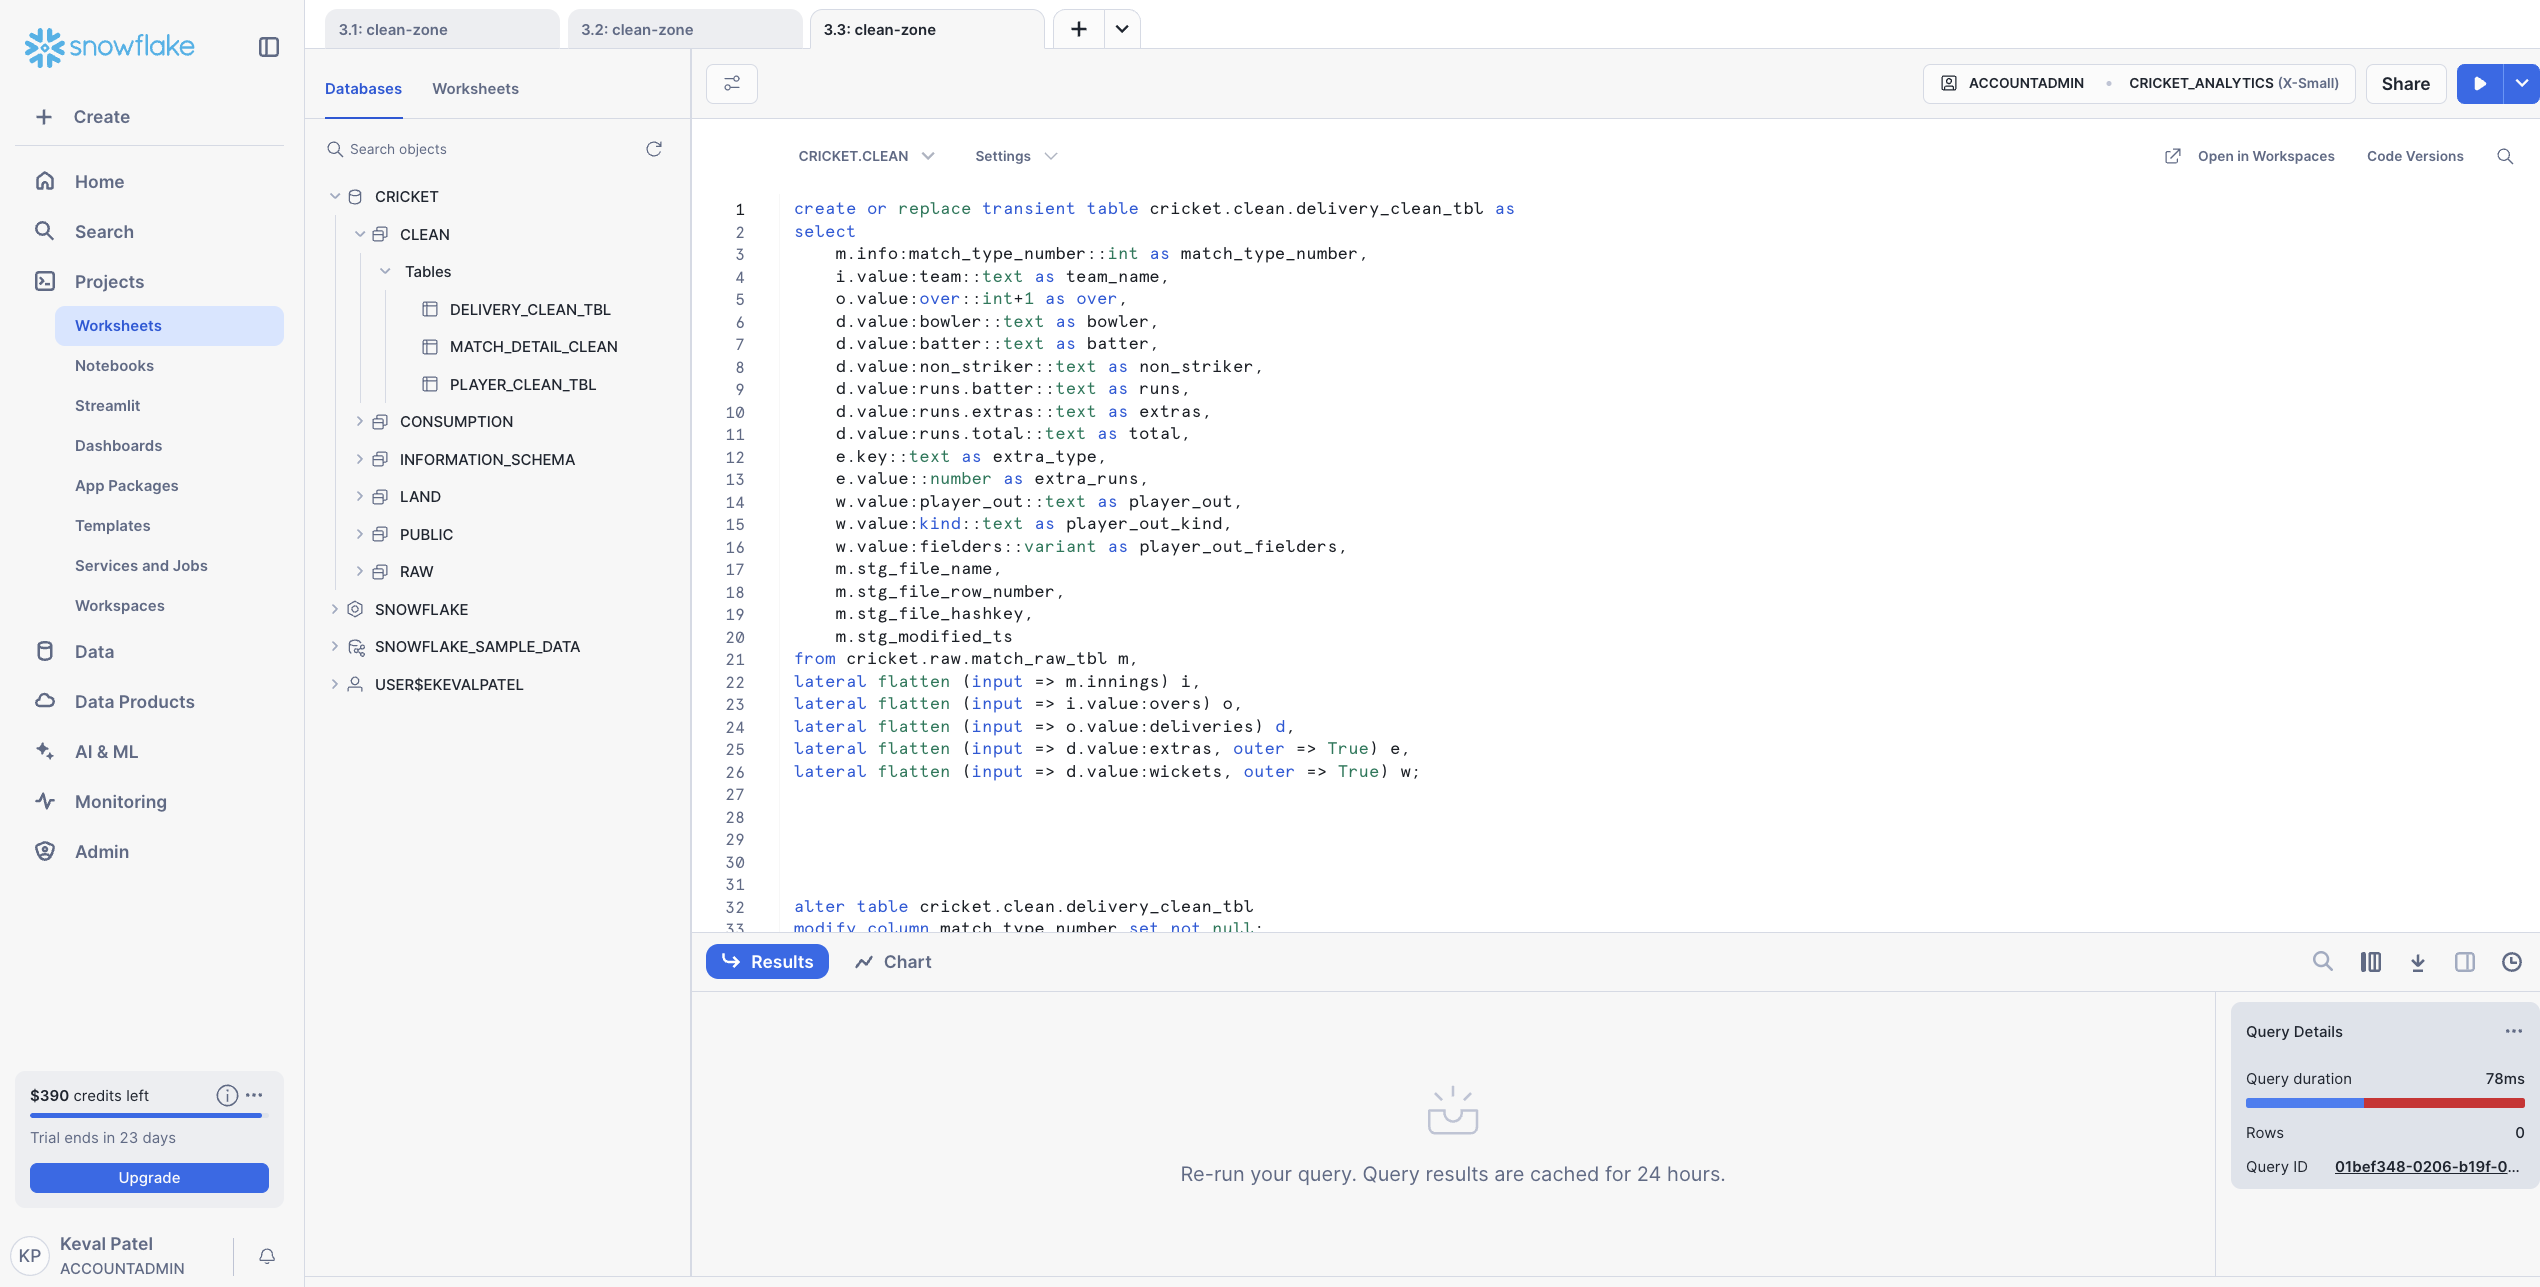 snowflake
Create
Home
Search
Projects
Worksheets
Notebooks
Streamlit
Dashboards
App Packages
Templates
Services and Jobs
Workspaces
Data
Data Products
AI & ML
Monitoring
Admin
$390 credits left
Trial ends in 23 days
Upgrade
KP
Keval Patel
ACCOUNTADMIN
3.1: clean-zone
3.2: clean-zone
3.3: clean-zone
Databases Worksheets
Search objects
CRICKET
CLEAN
Tables
DELIVERY_CLEAN_TBL
MATCH_DETAIL_CLEAN
PLAYER_CLEAN_TBL
CONSUMPTION
INFORMATION_SCHEMA
LAND
PUBLIC
RAW
SNOWFLAKE
SNOWFLAKE_SAMPLE_DATA
USER$EKEVALPATEL
ACCOUNTADMIN • CRICKET_ANALYTICS (X-Small)
Share
CRICKET.CLEAN Settings
Open in Workspaces Code Versions
1 create or replace transient table cricket.clean.delivery_clean_tbl as
2 select
3     m.info:match_type_number::int as match_type_number,
4     i.value:team::text as team_name,
5     o.value:over::int+1 as over,
6     d.value:bowler::text as bowler,
7     d.value:batter::text as batter,
8     d.value:non_striker::text as non_striker,
9     d.value:runs.batter::text as runs,
10     d.value:runs.extras::text as extras,
11     d.value:runs.total::text as total,
12     e.key::text as extra_type,
13     e.value::number as extra_runs,
14     w.value:player_out::text as player_out,
15     w.value:kind::text as player_out_kind,
16     w.value:fielders::variant as player_out_fielders,
17     m.stg_file_name,
18     m.stg_file_row_number,
19     m.stg_file_hashkey,
20     m.stg_modified_ts
21 from cricket.raw.match_raw_tbl m,
22 lateral flatten (input => m.innings) i,
23 lateral flatten (input => i.value:overs) o,
24 lateral flatten (input => o.value:deliveries) d,
25 lateral flatten (input => d.value:extras, outer => True) e,
26 lateral flatten (input => d.value:wickets, outer => True) w;
27
28
29
30
31
32 alter table cricket.clean.delivery_clean_tbl
33 modify column match_type_number set not null;
Results Chart
Re-run your query. Query results are cached for 24 hours.
Query Details
Query duration 78ms
Rows 0
Query ID 01bef348-0206-b19f-0...